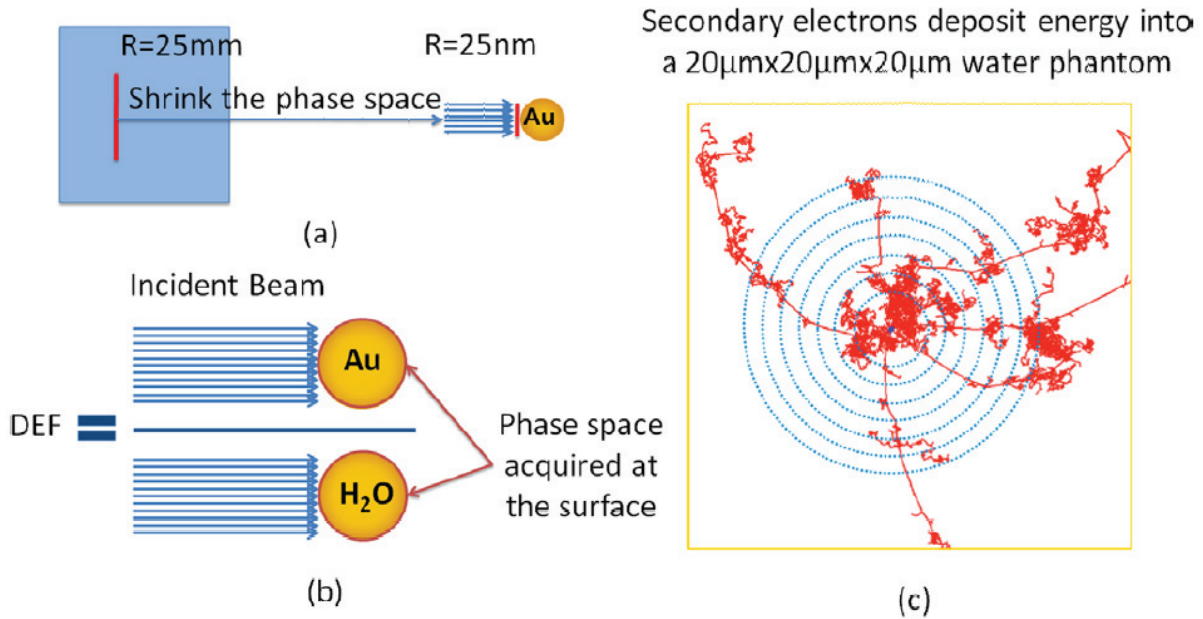 R=25mm
R=25nm
Shrink the phase space
Au
(a)
Incident Beam
Au
DEF
H₂O
Phase space
acquired at
the surface
(b)
Secondary electrons deposit energy into
a 20μmx20μmx20μm water phantom
(c)